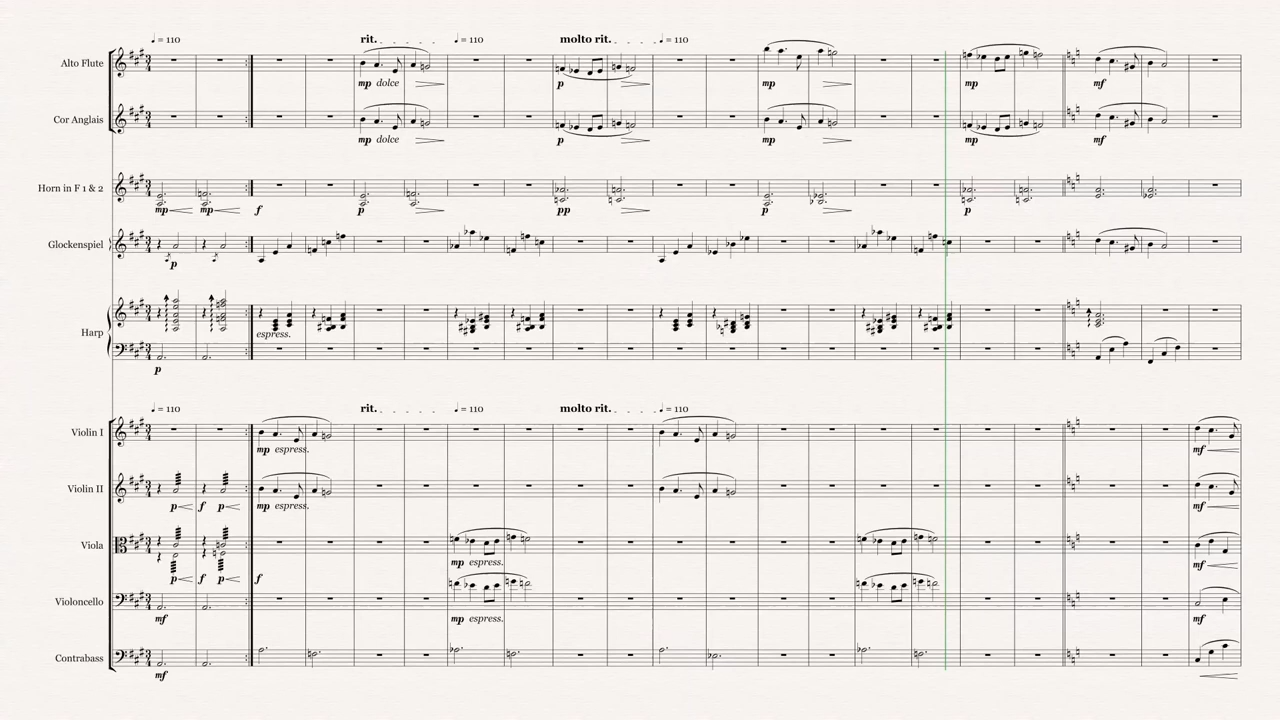 ♩ = 110 rit. ♩ = 110 molto rit. ♩ = 110
Alto Flute
mp dolce p mp mp mf
Cor Anglais
mp dolce p mp mp mf
Horn in F 1 & 2
mp mp f p pp p p
Glockenspiel
p
Harp
espress.
p
♩ = 110 rit. ♩ = 110 molto rit. ♩ = 110
Violin I
mp espress. mf
Violin II
p f p mp espress. mf
Viola
p f p f mp espress. mf
Violoncello
mf mp espress. mf
Contrabass
mf